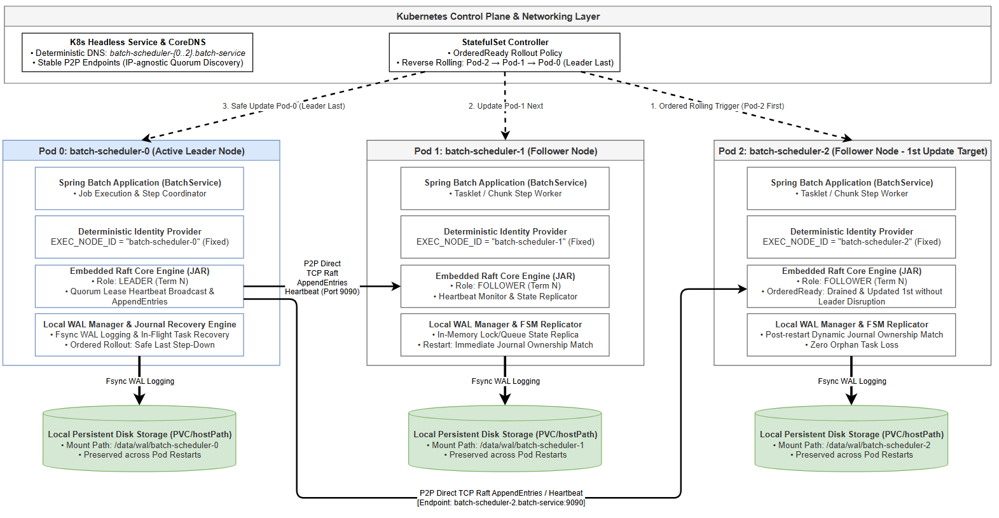 Kubernetes Control Plane & Networking Layer
K8s Headless Service & CoreDNS
• Deterministic DNS: batch-scheduler-{0..2}.batch-service
• Stable P2P Endpoints (IP-agnostic Quorum Discovery)
StatefulSet Controller
• OrderedReady Rollout Policy
• Reverse Rolling: Pod-2 → Pod-1 → Pod-0 (Leader Last)
3. Safe Update Pod-0 (Leader Last)
2. Update Pod-1 Next
1. Ordered Rolling Trigger (Pod-2 First)
Pod 0: batch-scheduler-0 (Active Leader Node)
Spring Batch Application (BatchService)
• Job Execution & Step Coordinator
Deterministic Identity Provider
EXEC_NODE_ID = "batch-scheduler-0" (Fixed)
Embedded Raft Core Engine (JAR)
• Role: LEADER (Term N)
• Quorum Lease Heartbeat Broadcast &
AppendEntries
Local WAL Manager & Journal Recovery Engine
• Fsync WAL Logging & In-Flight Task Recovery
• Ordered Rollout: Safe Last Step-Down
Fsync WAL Logging
Local Persistent Disk Storage (PVC/hostPath)
• Mount Path: /data/wal/batch-scheduler-0
• Preserved across Pod Restarts
P2P Direct
TCP Raft
AppendEntries
Heartbeat (Port 9090)
Pod 1: batch-scheduler-1 (Follower Node)
Spring Batch Application (BatchService)
• Tasklet / Chunk Step Worker
Deterministic Identity Provider
EXEC_NODE_ID = "batch-scheduler-1" (Fixed)
Embedded Raft Core Engine (JAR)
• Role: FOLLOWER (Term N)
• Heartbeat Monitor & State Replicator
Local WAL Manager & FSM Replicator
• In-Memory Lock/Queue State Replica
• Restart: Immediate Journal Ownership Match
Fsync WAL Logging
Local Persistent Disk Storage (PVC/hostPath)
• Mount Path: /data/wal/batch-scheduler-1
• Preserved across Pod Restarts
Pod 2: batch-scheduler-2 (Follower Node - 1st Update Target)
Spring Batch Application (BatchService)
• Tasklet / Chunk Step Worker
Deterministic Identity Provider
EXEC_NODE_ID = "batch-scheduler-2" (Fixed)
Embedded Raft Core Engine (JAR)
• Role: FOLLOWER (Term N)
• OrderedReady: Drained & Updated 1st without
Leader Disruption
Local WAL Manager & FSM Replicator
• Post-restart Dynamic Journal Ownership Match
• Zero Orphan Task Loss
Fsync WAL Logging
Local Persistent Disk Storage (PVC/hostPath)
• Mount Path: /data/wal/batch-scheduler-2
• Preserved across Pod Restarts
P2P Direct TCP Raft AppendEntries / Heartbeat
[Endpoint: batch-scheduler-2.batch-service:9090]